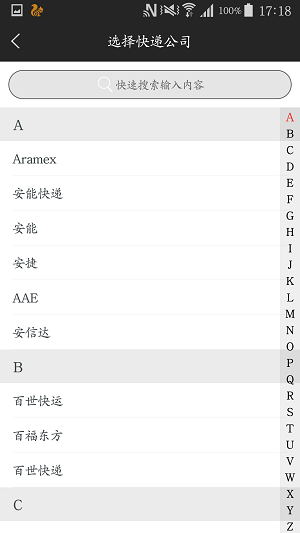 100% 17:18
选择快递公司
快速搜索输入内容
A
Aramex
安能快递
安能
安捷
AAE
安信达
B
百世快运
百福东方
百世快递
C
A
B
C
D
E
F
G
H
I
J
K
L
M
N
O
P
Q
R
S
T
U
V
W
X
Y
Z